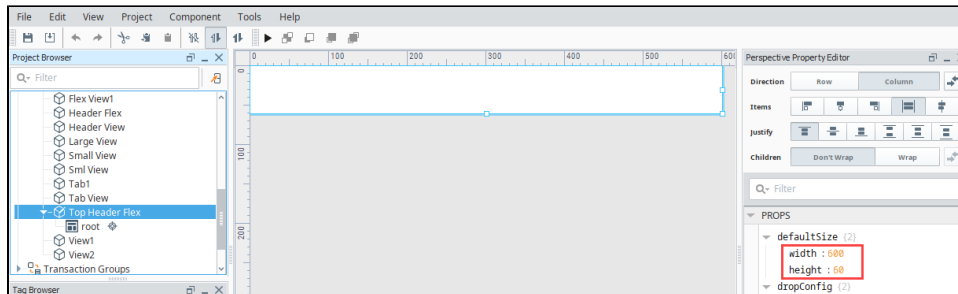 File Edit View Project Component Tools Help
Project Browser
Filter
Flex View1
Header Flex
Header View
Large View
Small View
Sml View
Tab1
Tab View
Top Header Flex
root
View1
View2
Transaction Groups
Tag Browser
0 100 200 300 400 500 600
0
100
200
Perspective Property Editor
Direction Row Column
Items
Justify
Children Don't Wrap Wrap
Filter
PROPS
defaultSize {2}
width : 600
height : 60
dropConfig {2}